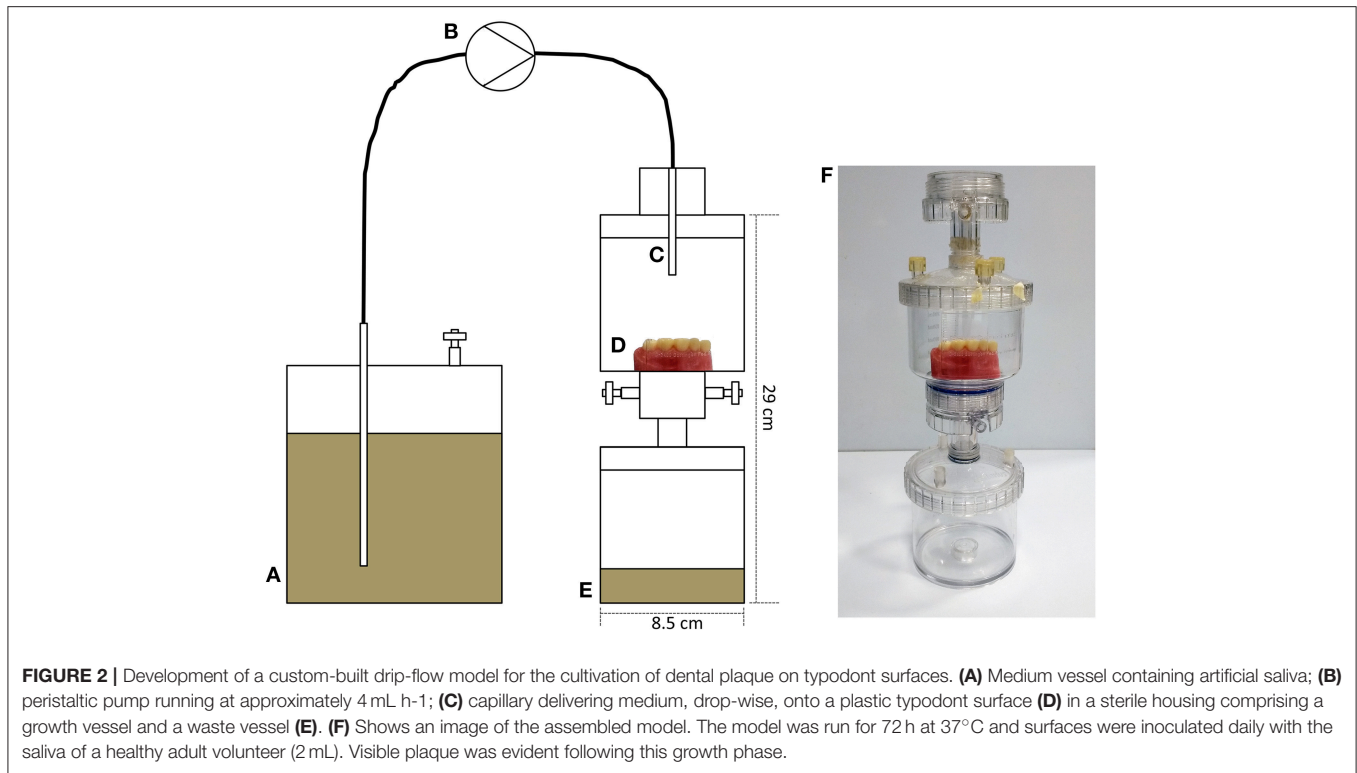 B
F
C
D
29 cm
A
E
8.5 cm
FIGURE 2 | Development of a custom-built drip-flow model for the cultivation of dental plaque on typodont surfaces. (A) Medium vessel containing artificial saliva; (B)
peristaltic pump running at approximately 4 mL h-1; (C) capillary delivering medium, drop-wise, onto a plastic typodont surface (D) in a sterile housing comprising a
growth vessel and a waste vessel (E). (F) Shows an image of the assembled model. The model was run for 72 h at 37°C and surfaces were inoculated daily with the
saliva of a healthy adult volunteer (2 mL). Visible plaque was evident following this growth phase.